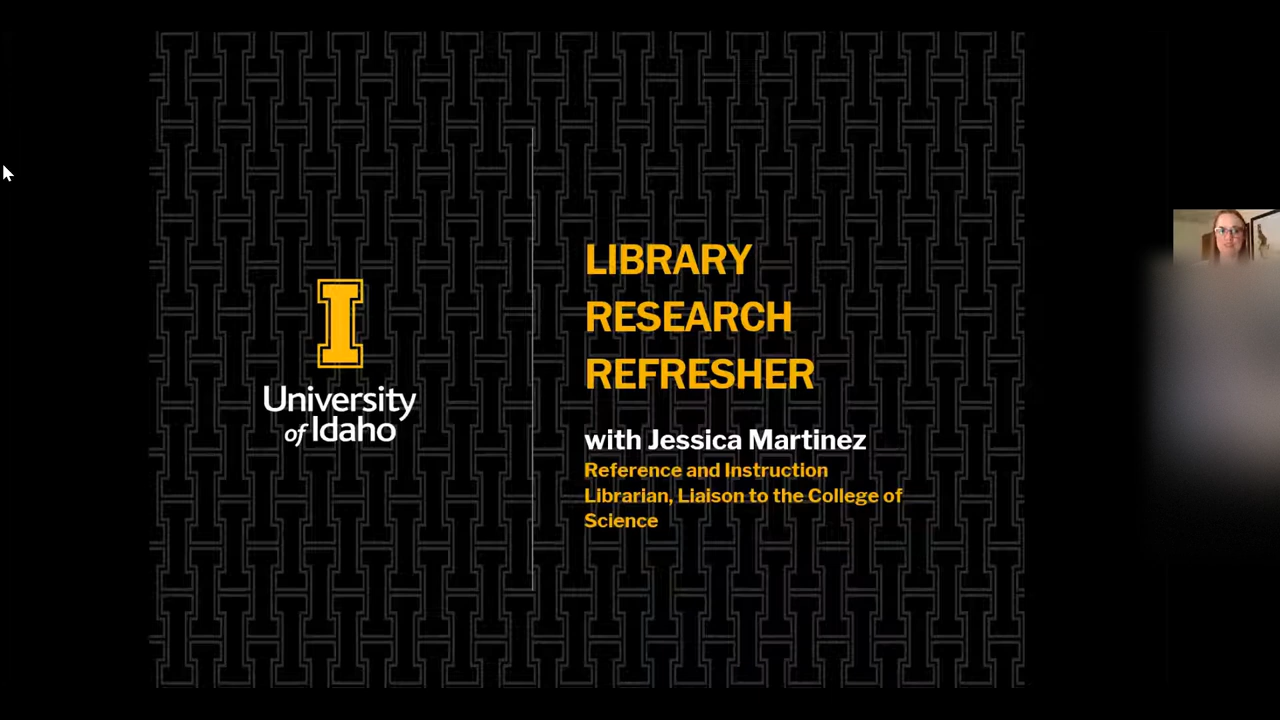 I
University
of Idaho
LIBRARY
RESEARCH
REFRESHER
with Jessica Martinez
Reference and Instruction
Librarian, Liaison to the College of
Science